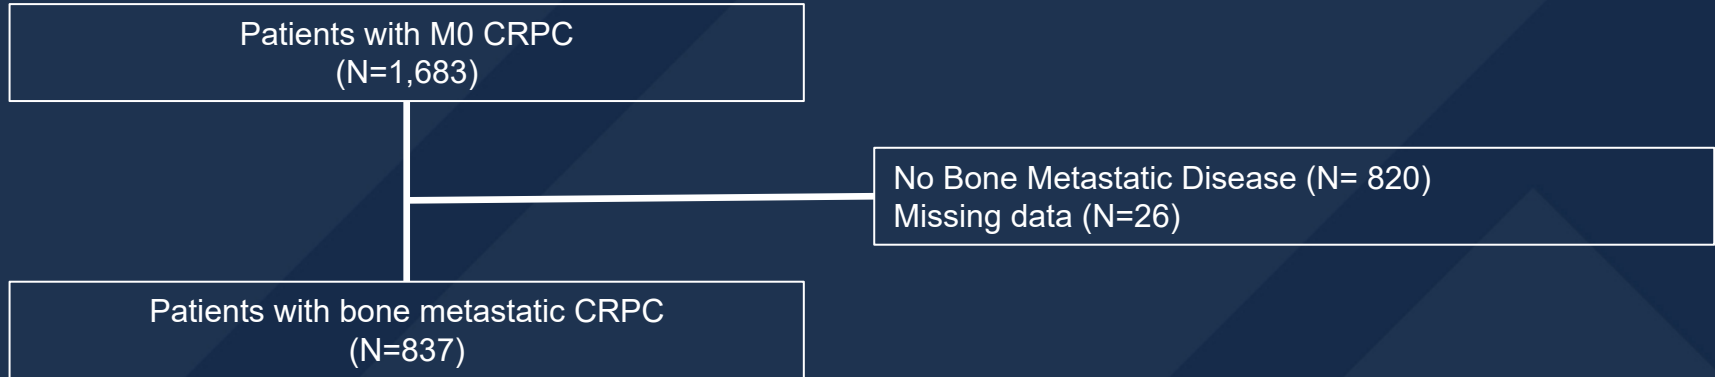 Patients with M0 CRPC
(N=1,683)
No Bone Metastatic Disease (N= 820)
Missing data (N=26)
Patients with bone metastatic CRPC
(N=837)